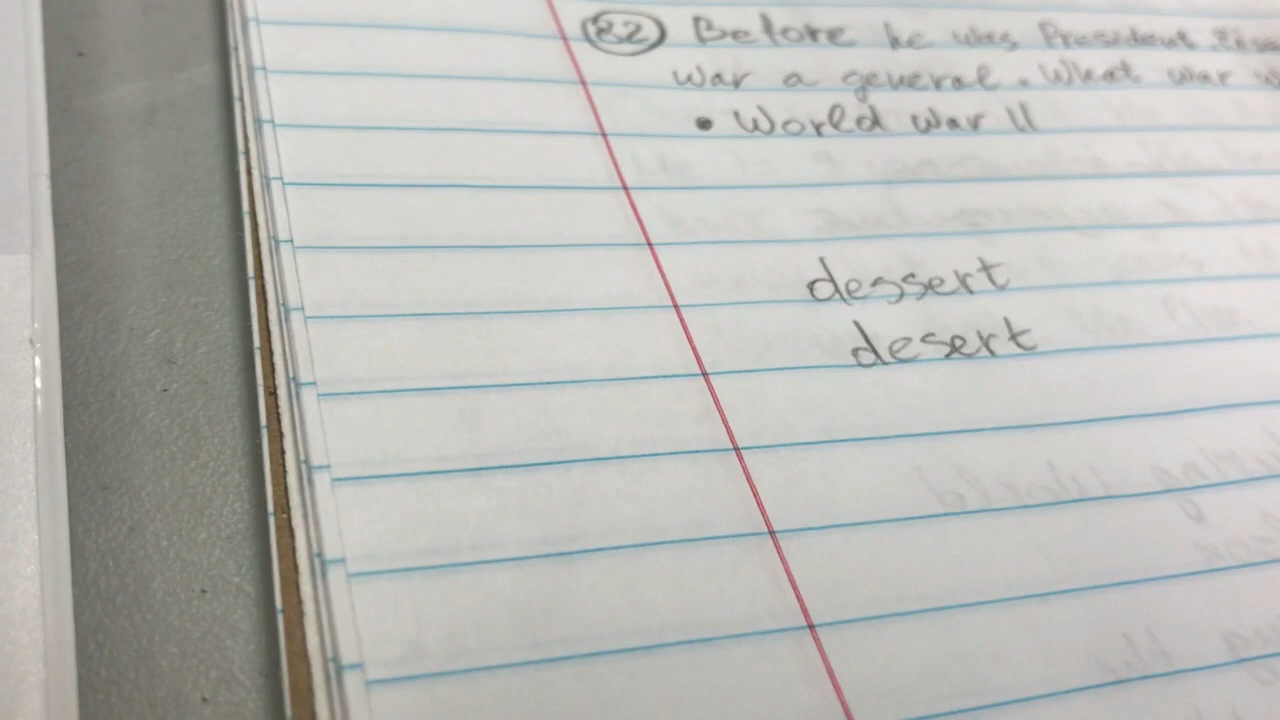 82 Before he was President,
war a general. What war
• World war II
dessert
desert